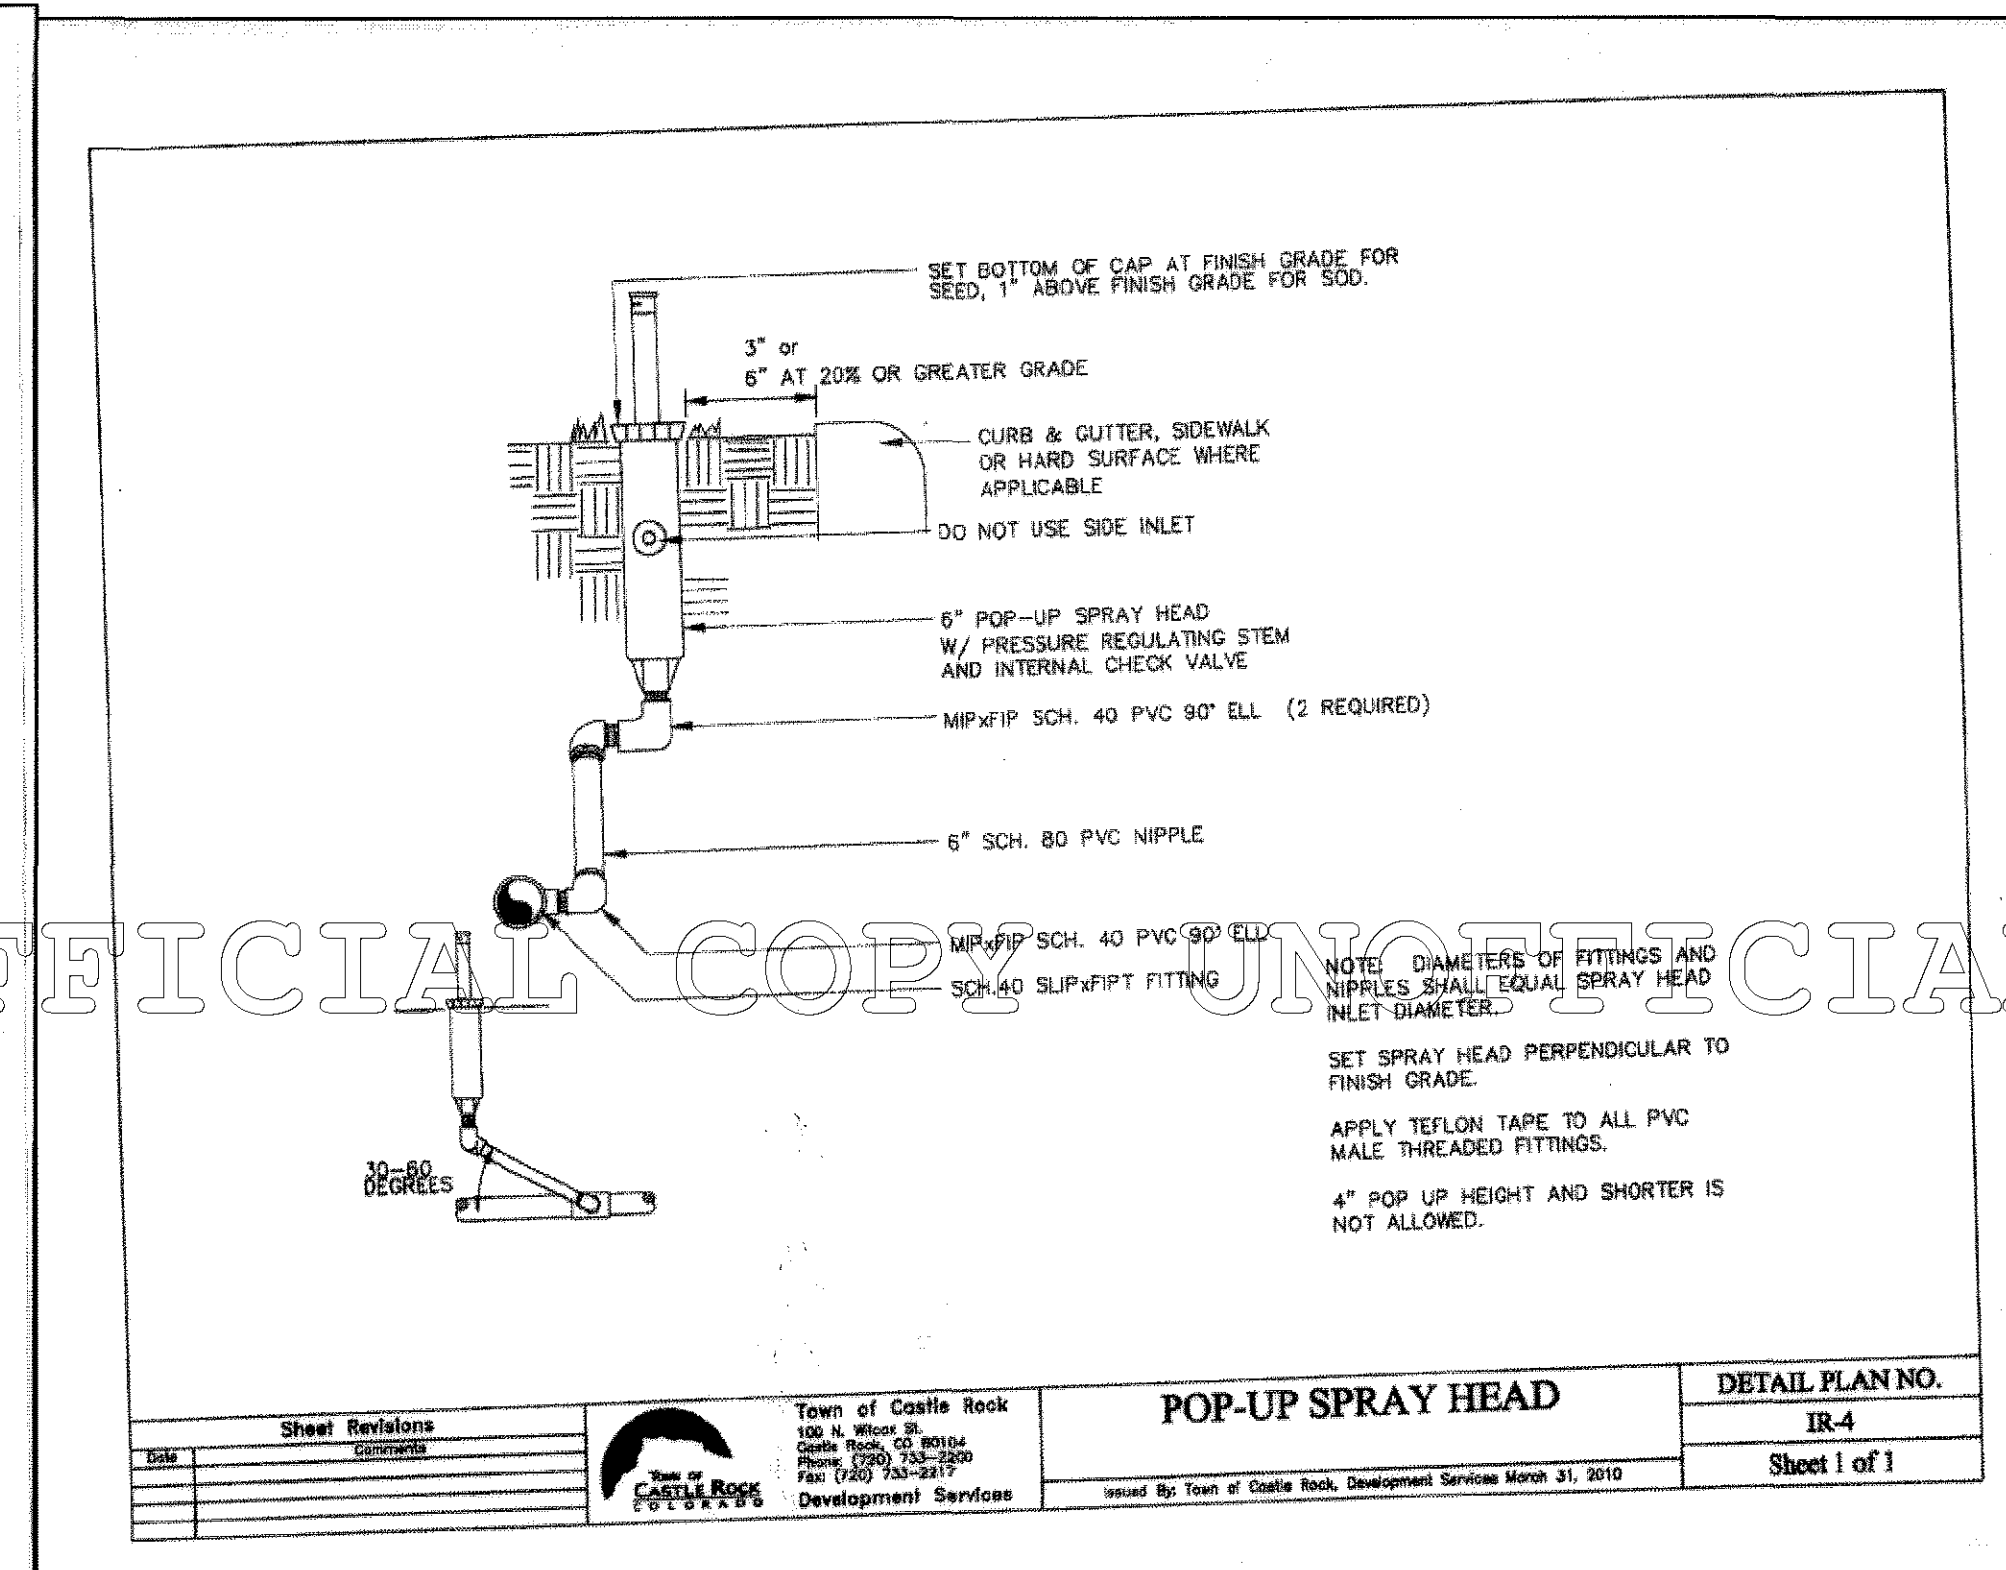 SET BOTTOM OF CAP AT FINISH GRADE FOR
SEED, 1" ABOVE FINISH GRADE FOR SOD.
3" or
6" AT 20% OR GREATER GRADE
CURB & GUTTER, SIDEWALK
OR HARD SURFACE WHERE
APPLICABLE
DO NOT USE SIDE INLET
6" POP-UP SPRAY HEAD
W/ PRESSURE REGULATING STEM
AND INTERNAL CHECK VALVE
MIPxFIP SCH. 40 PVC 90° ELL (2 REQUIRED)
6" SCH. 80 PVC NIPPLE
MIPxFIP SCH. 40 PVC 90° ELL
SCH.40 SLIPxFIPT FITTING
FFICIAL COPY UNOFFICIA
NOTE: DIAMETERS OF FITTINGS AND
NIPPLES SHALL EQUAL SPRAY HEAD
INLET DIAMETER.
SET SPRAY HEAD PERPENDICULAR TO
FINISH GRADE.
APPLY TEFLON TAPE TO ALL PVC
MALE THREADED FITTINGS.
4" POP UP HEIGHT AND SHORTER IS
NOT ALLOWED.
30-60
DEGREES
Sheet Revisions
Date
Comments
TOWN OF
CASTLE ROCK
COLORADO
Town of Castle Rock
100 N. Wilcox St.
Castle Rock, CO 80104
Phone: (720) 733-2200
Fax: (720) 733-2217
Development Services
POP-UP SPRAY HEAD
Issued By: Town of Castle Rock, Development Services March 31, 2010
DETAIL PLAN NO.
IR-4
Sheet 1 of 1